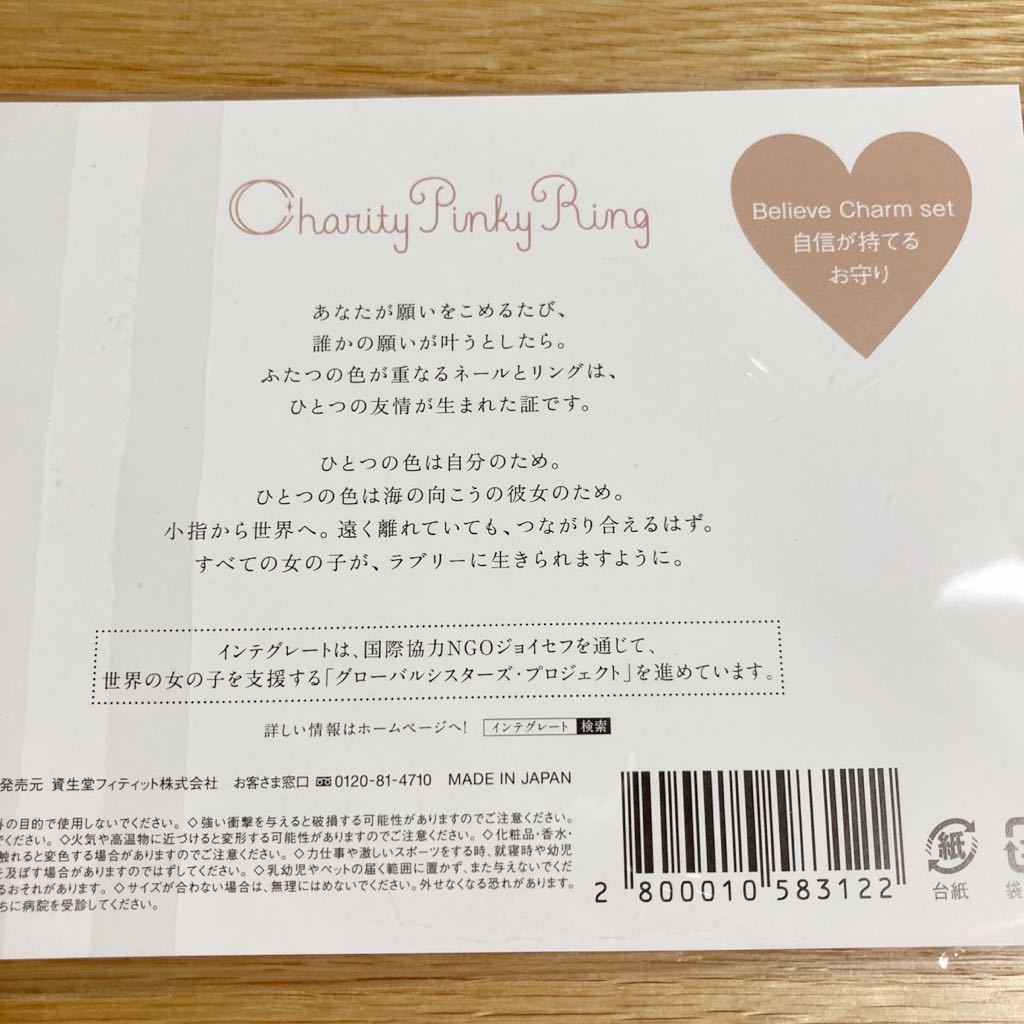 Charity Pinky Ring
Believe Charm set
自信が持てる
お守り
あなたが願いをこめるたび、
誰かの願いが叶うとしたら。
ふたつの色が重なるネールとリングは、
ひとつの友情が生まれた証です。
ひとつの色は自分のため。
ひとつの色は海の向こうの彼女のため。
小指から世界へ。遠く離れていても、つながり合えるはず。
すべての女の子が、ラブリーに生きられますように。
インテグレートは、国際協力NGOジョイセフを通じて、
世界の女の子を支援する「グローバルシスターズ・プロジェクト」を進めています。
詳しい情報はホームページへ! インテグレート 検索
発売元 資生堂フィティット株式会社 お客さま窓口 0120-81-4710 MADE IN JAPAN
外の目的で使用しないでください。◇強い衝撃を与えると破損する可能性がありますのでご注意
ください。◇火気や高温物に近づけると変形する可能性がありますのでご注意ください。◇化粧品・香水・
触れると変色する場合がありますのでご注意ください。◇力仕事や激しいスポーツをする時、就寝時や幼児
を及ぼす場合がありますのではずしてください。◇乳幼児やペットの届く範囲に置かず、また与えないでくだ
るおそれがあります。◇サイズが合わない場合は、無理にはめないでください。外せなくなる恐れがあります。
ちに病院を受診してください。
2 800010 583122
紙
台紙
袋